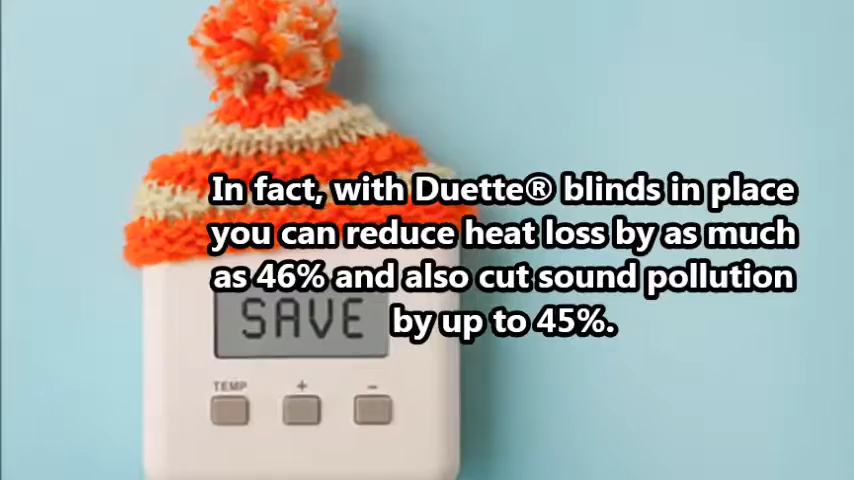 In fact, with Duette® blinds in place
you can reduce heat loss by as much
as 46% and also cut sound pollution
by up to 45%.
SAVE
TEMP + -